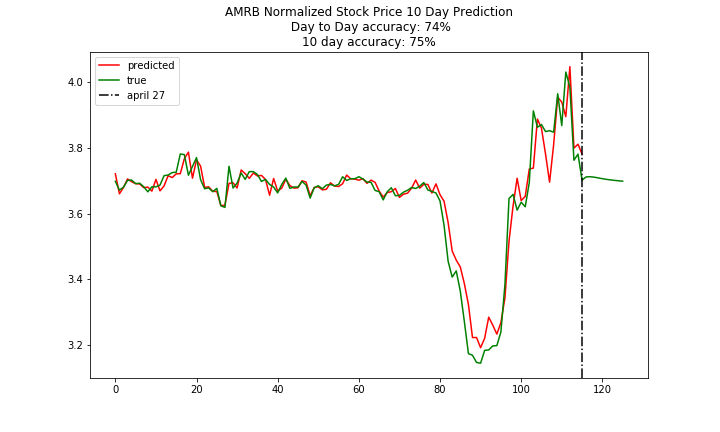 AMRB Normalized Stock Price 10 Day Prediction
Day to Day accuracy: 74%
10 day accuracy: 75%
predicted
true
april 27
4.0
3.8
3.6
3.4
3.2
0 20 40 60 80 100 120